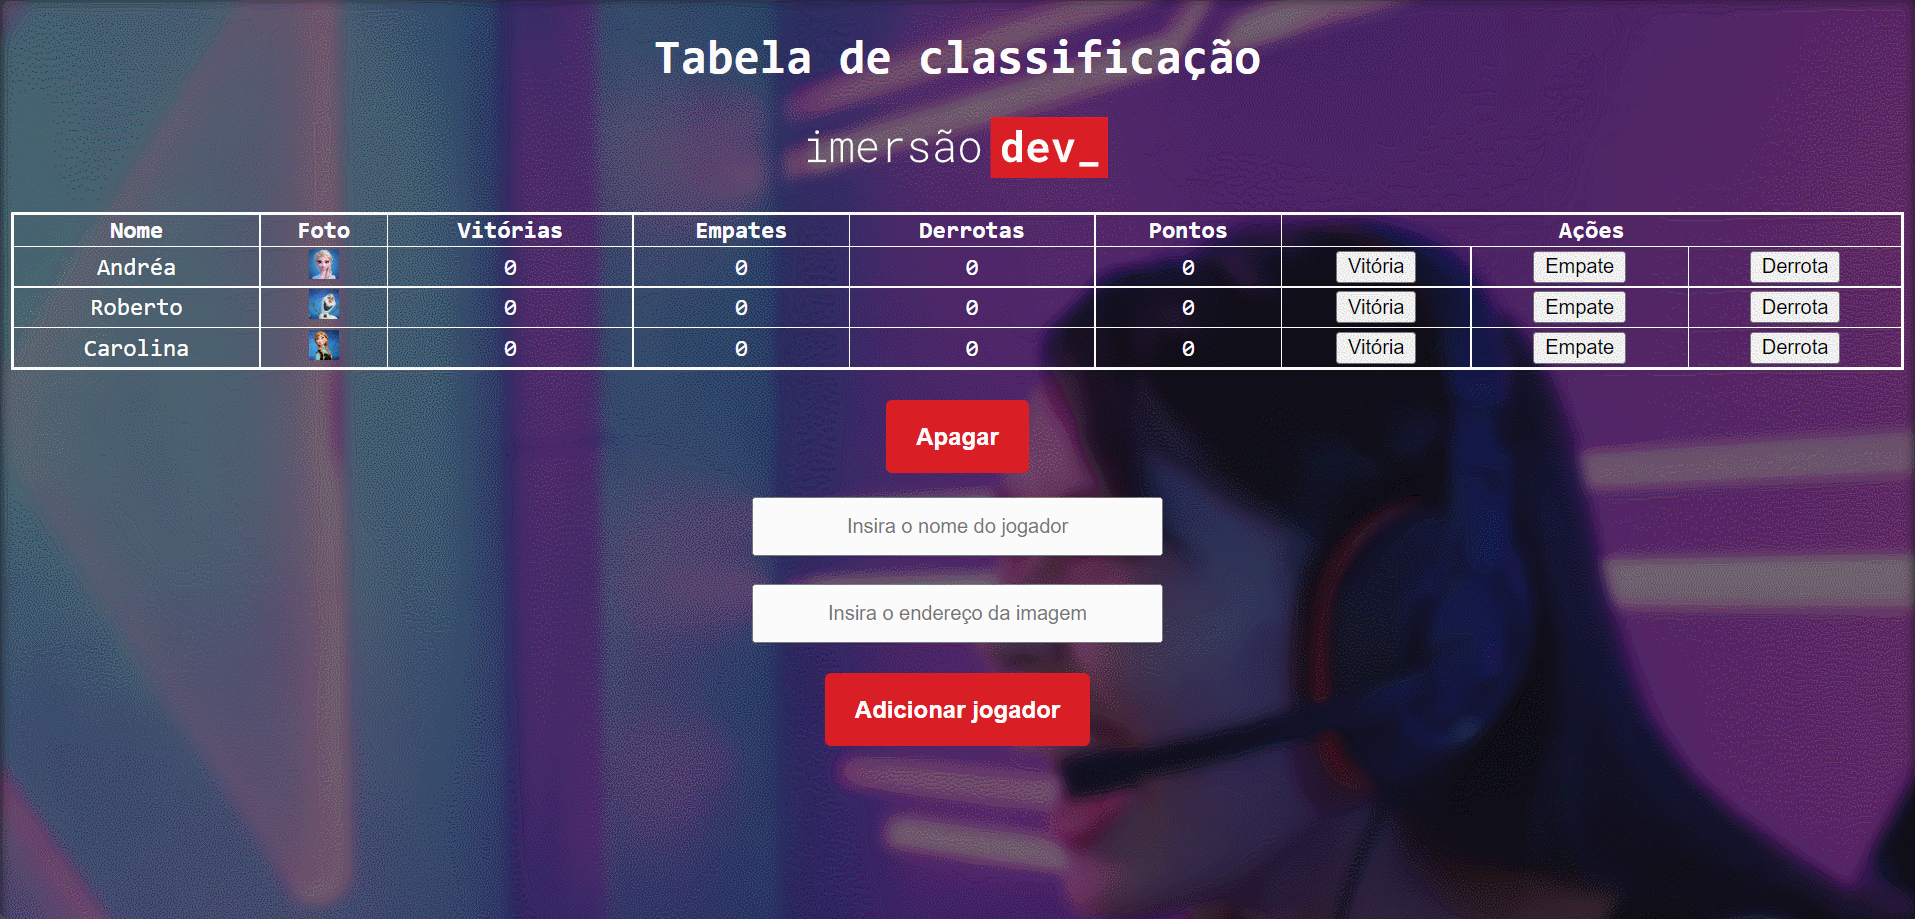 Tabela de classificação
imersão dev_
Nome Foto Vitórias Empates Derrotas Pontos Ações
Andréa 0 0 0 0 Vitória Empate Derrota
Roberto 0 0 0 0 Vitória Empate Derrota
Carolina 0 0 0 0 Vitória Empate Derrota
Apagar
Insira o nome do jogador
Insira o endereço da imagem
Adicionar jogador